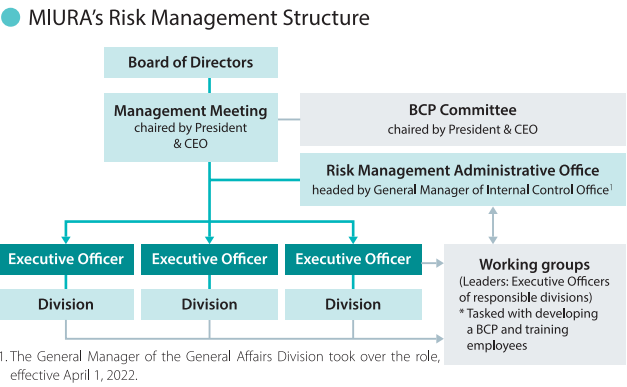 MIURA’s Risk Management Structure
Board of Directors
Management Meeting
chaired by President
& CEO
BCP Committee
chaired by President & CEO
Risk Management Administrative Office
headed by General Manager of Internal Control Office¹
Executive Officer
Executive Officer
Executive Officer
Division
Division
Division
Working groups
(Leaders: Executive Officers
of responsible divisions)
* Tasked with developing
a BCP and training
employees
1. The General Manager of the General Affairs Division took over the role,
effective April 1, 2022.